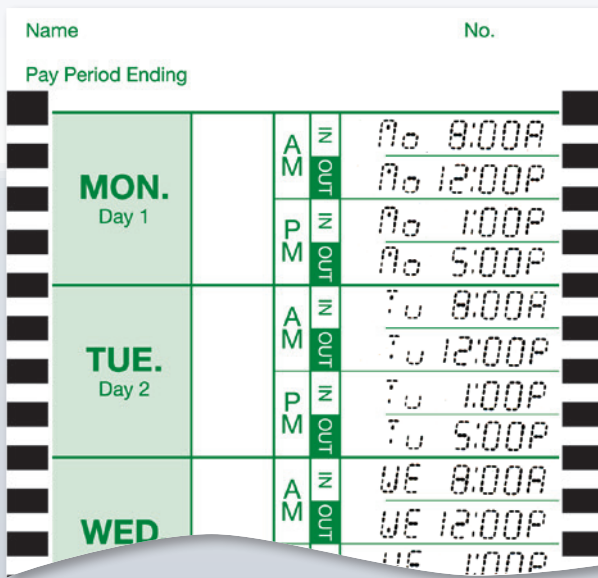 Name No.
Pay Period Ending
MON.
Day 1
AM IN Mo 8:00A
OUT Mo 12:00P
PM IN Mo 1:00P
OUT Mo 5:00P
TUE.
Day 2
AM IN Tu 8:00A
OUT Tu 12:00P
PM IN Tu 1:00P
OUT Tu 5:00P
WED
AM IN WE 8:00A
OUT WE 12:00P
WE 1:00P